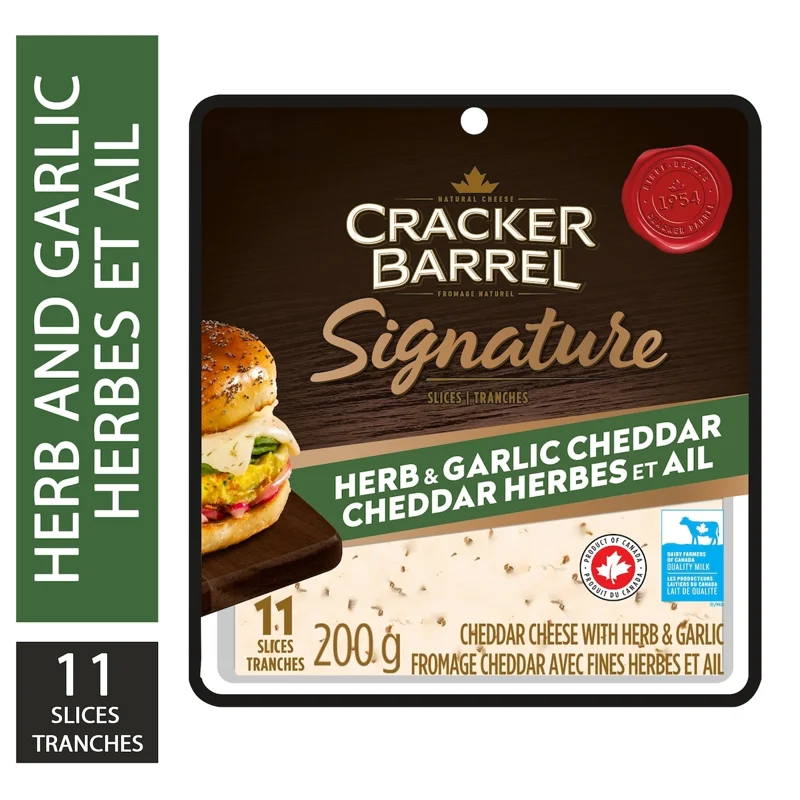 HERB AND GARLIC
HERBES ET AIL
11
SLICES
TRANCHES
NATURAL CHEESE
CRACKER
BARREL
FROMAGE NATUREL
Signature
SLICES | TRANCHES
1954
CRACKER BARREL
HERB & GARLIC CHEDDAR
CHEDDAR HERBES ET AIL
PRODUCT OF CANADA
PRODUIT DU CANADA
DAIRY FARMERS
OF CANADA
QUALITY MILK
LES PRODUCTEURS
LAITIERS DU CANADA
LAIT DE QUALITÉ
11
SLICES
TRANCHES
200 g
CHEDDAR CHEESE WITH HERB & GARLIC
FROMAGE CHEDDAR AVEC FINES HERBES ET AIL